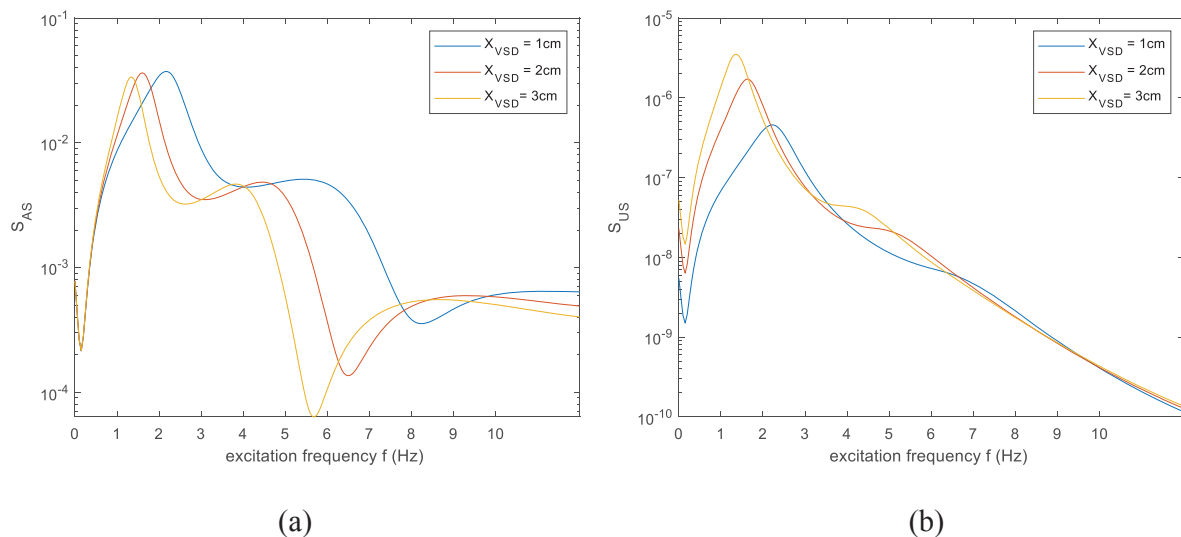 10^-1
10^-2
10^-3
10^-4
S_AS
0 1 2 3 4 5 6 7 8 9 10
excitation frequency f (Hz)
X_VSD = 1cm
X_VSD = 2cm
X_VSD= 3cm
(a)
10^-5
10^-6
10^-7
10^-8
10^-9
10^-10
S_US
0 1 2 3 4 5 6 7 8 9 10
excitation frequency f (Hz)
X_VSD = 1cm
X_VSD = 2cm
X_VSD= 3cm
(b)